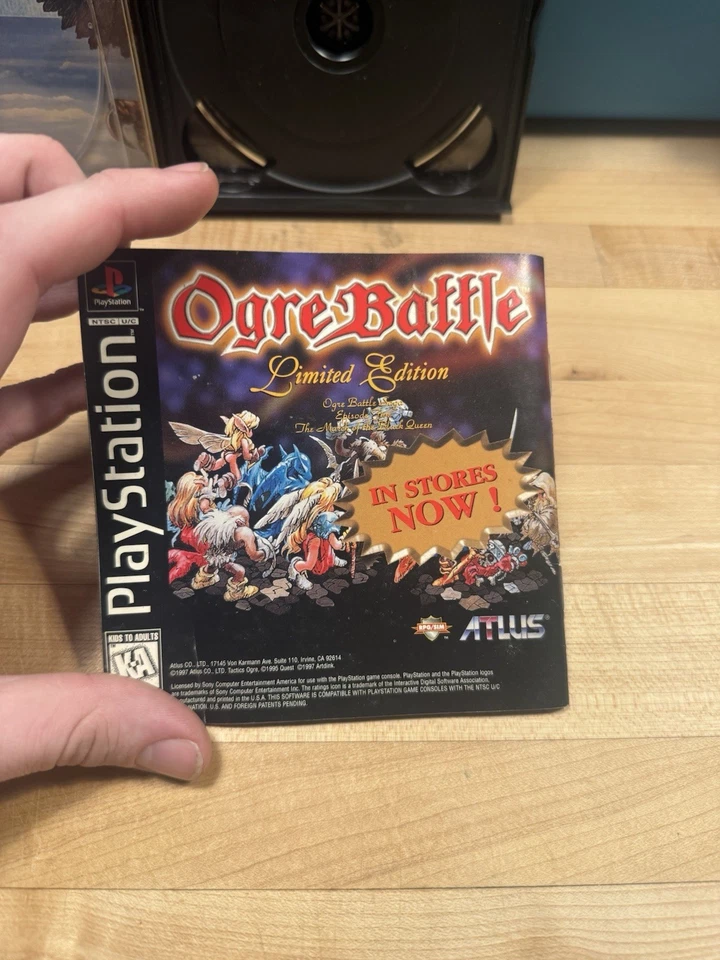 PlayStation
NTSC U/C
PlayStation
Ogre Battle
Limited Edition
Ogre Battle
Episode
The March of the Black Queen
IN STORES
NOW !
KIDS TO ADULTS
KA
RPG/SIM
ATLUS
Atlus CO., LTD. 17145 Von Karmann Ave. Suite 110, Irvine, CA 92614
©1997 Atlus CO., LTD. Tactics Ogre. ©1995 Quest ©1997 Artdink.
Licensed by Sony Computer Entertainment America for use with the PlayStation game console. PlayStation and the PlayStation logos
are trademarks of Sony Computer Entertainment Inc. The ratings icon is a trademark of the Interactive Digital Software Association.
and printed in the U.S.A. THIS SOFTWARE IS COMPATIBLE WITH PLAYSTATION GAME CONSOLES WITH THE NTSC U/C
U.S. AND FOREIGN PATENTS PENDING.